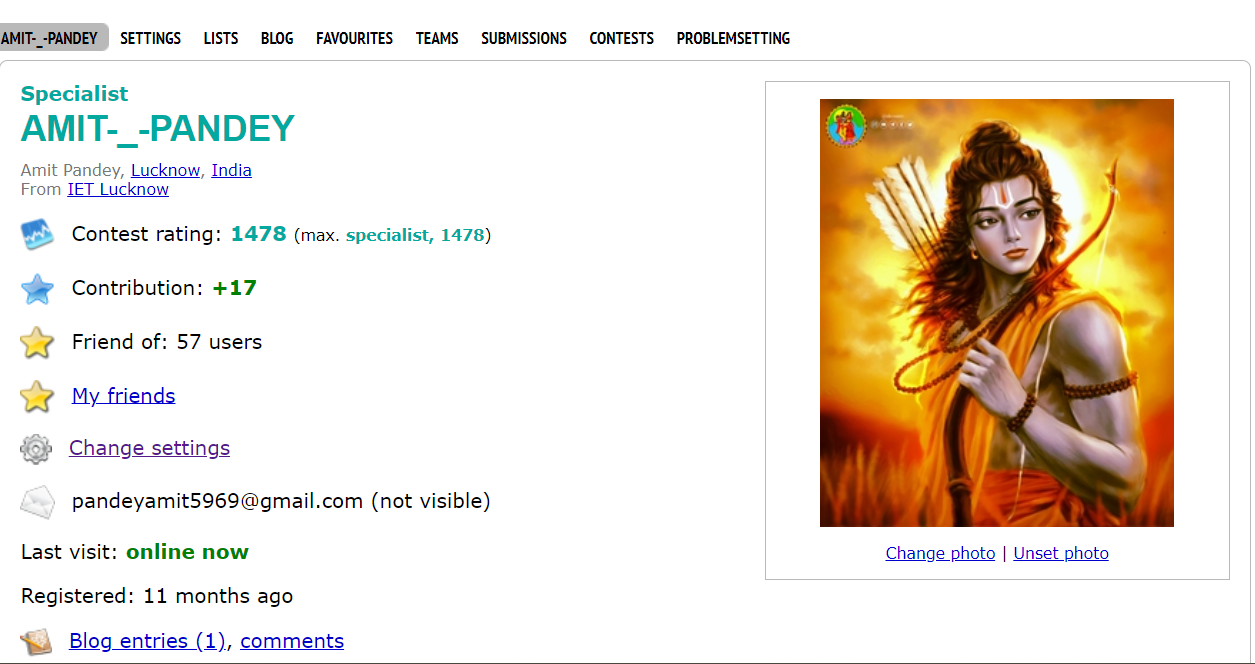 AMIT-_-PANDEY SETTINGS LISTS BLOG FAVOURITES TEAMS SUBMISSIONS CONTESTS PROBLEMSETTING
Specialist
AMIT-_-PANDEY
Amit Pandey, Lucknow, India
From IET Lucknow
Contest rating: 1478 (max. specialist, 1478)
Contribution: +17
Friend of: 57 users
My friends
Change settings
pandeyamit5969@gmail.com (not visible)
Last visit: online now
Registered: 11 months ago
Blog entries (1), comments
Change photo | Unset photo